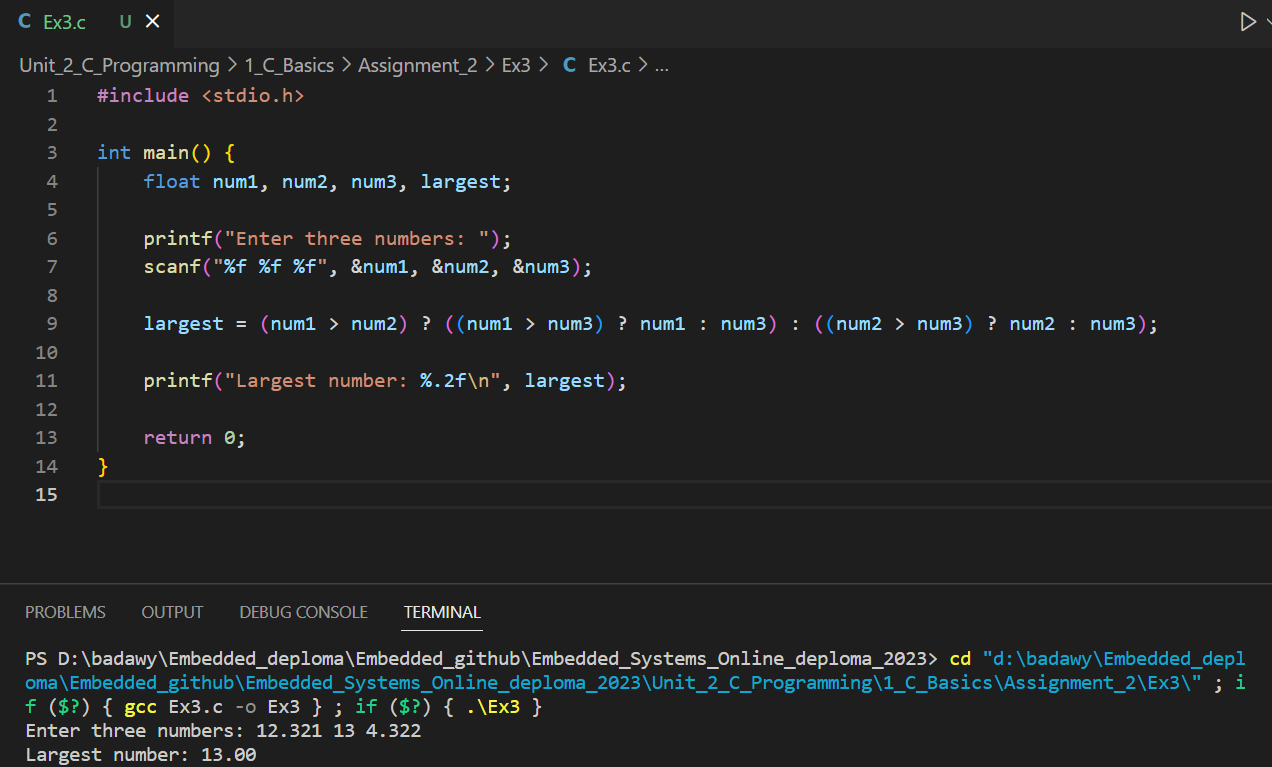 C Ex3.c U ×
Unit_2_C_Programming > 1_C_Basics > Assignment_2 > Ex3 > C Ex3.c > ...
1 #include <stdio.h>
2
3 int main() {
4     float num1, num2, num3, largest;
5
6     printf("Enter three numbers: ");
7     scanf("%f %f %f", &num1, &num2, &num3);
8
9     largest = (num1 > num2) ? ((num1 > num3) ? num1 : num3) : ((num2 > num3) ? num2 : num3);
10
11     printf("Largest number: %.2f\n", largest);
12
13     return 0;
14 }
15
PROBLEMS OUTPUT DEBUG CONSOLE TERMINAL
PS D:\badawy\Embedded_deploma\Embedded_github\Embedded_Systems_Online_deploma_2023> cd "d:\badawy\Embedded_depl
oma\Embedded_github\Embedded_Systems_Online_deploma_2023\Unit_2_C_Programming\1_C_Basics\Assignment_2\Ex3\" ; i
f ($?) { gcc Ex3.c -o Ex3 } ; if ($?) { .\Ex3 }
Enter three numbers: 12.321 13 4.322
Largest number: 13.00